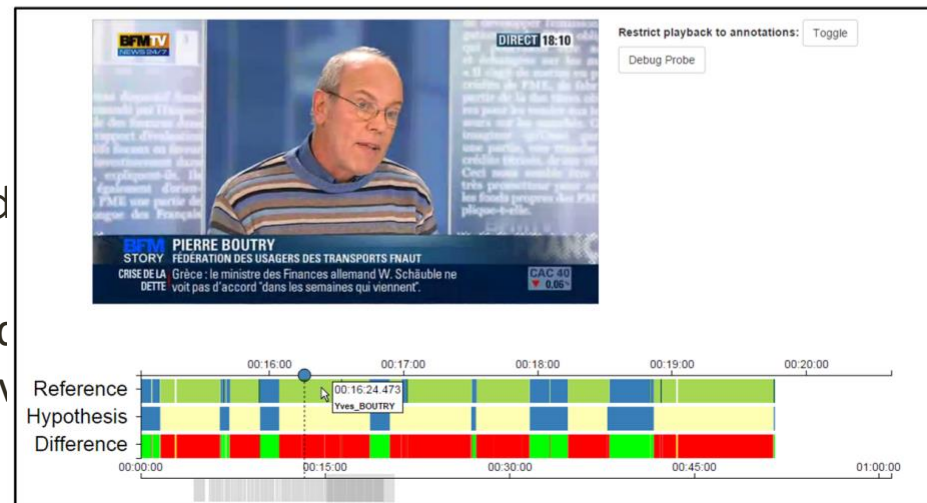 BFMTV
NEWS 24/7
DIRECT 18:10
Restrict playback to annotations: Toggle
Debug Probe
BFM
STORY
PIERRE BOUTRY
FÉDÉRATION DES USAGERS DES TRANSPORTS FNAUT
CRISE DE LA
DETTE
Grèce : le ministre des Finances allemand W. Schäuble ne
voit pas d'accord "dans les semaines qui viennent".
CAC 40
▼ 0.06%
00:16:00 00:17:00 00:18:00 00:19:00 00:20:00
Reference
00:16:24.473
Yves_BOUTRY
Hypothesis
Difference
00:00:00 00:15:00 00:30:00 00:45:00 01:00:00